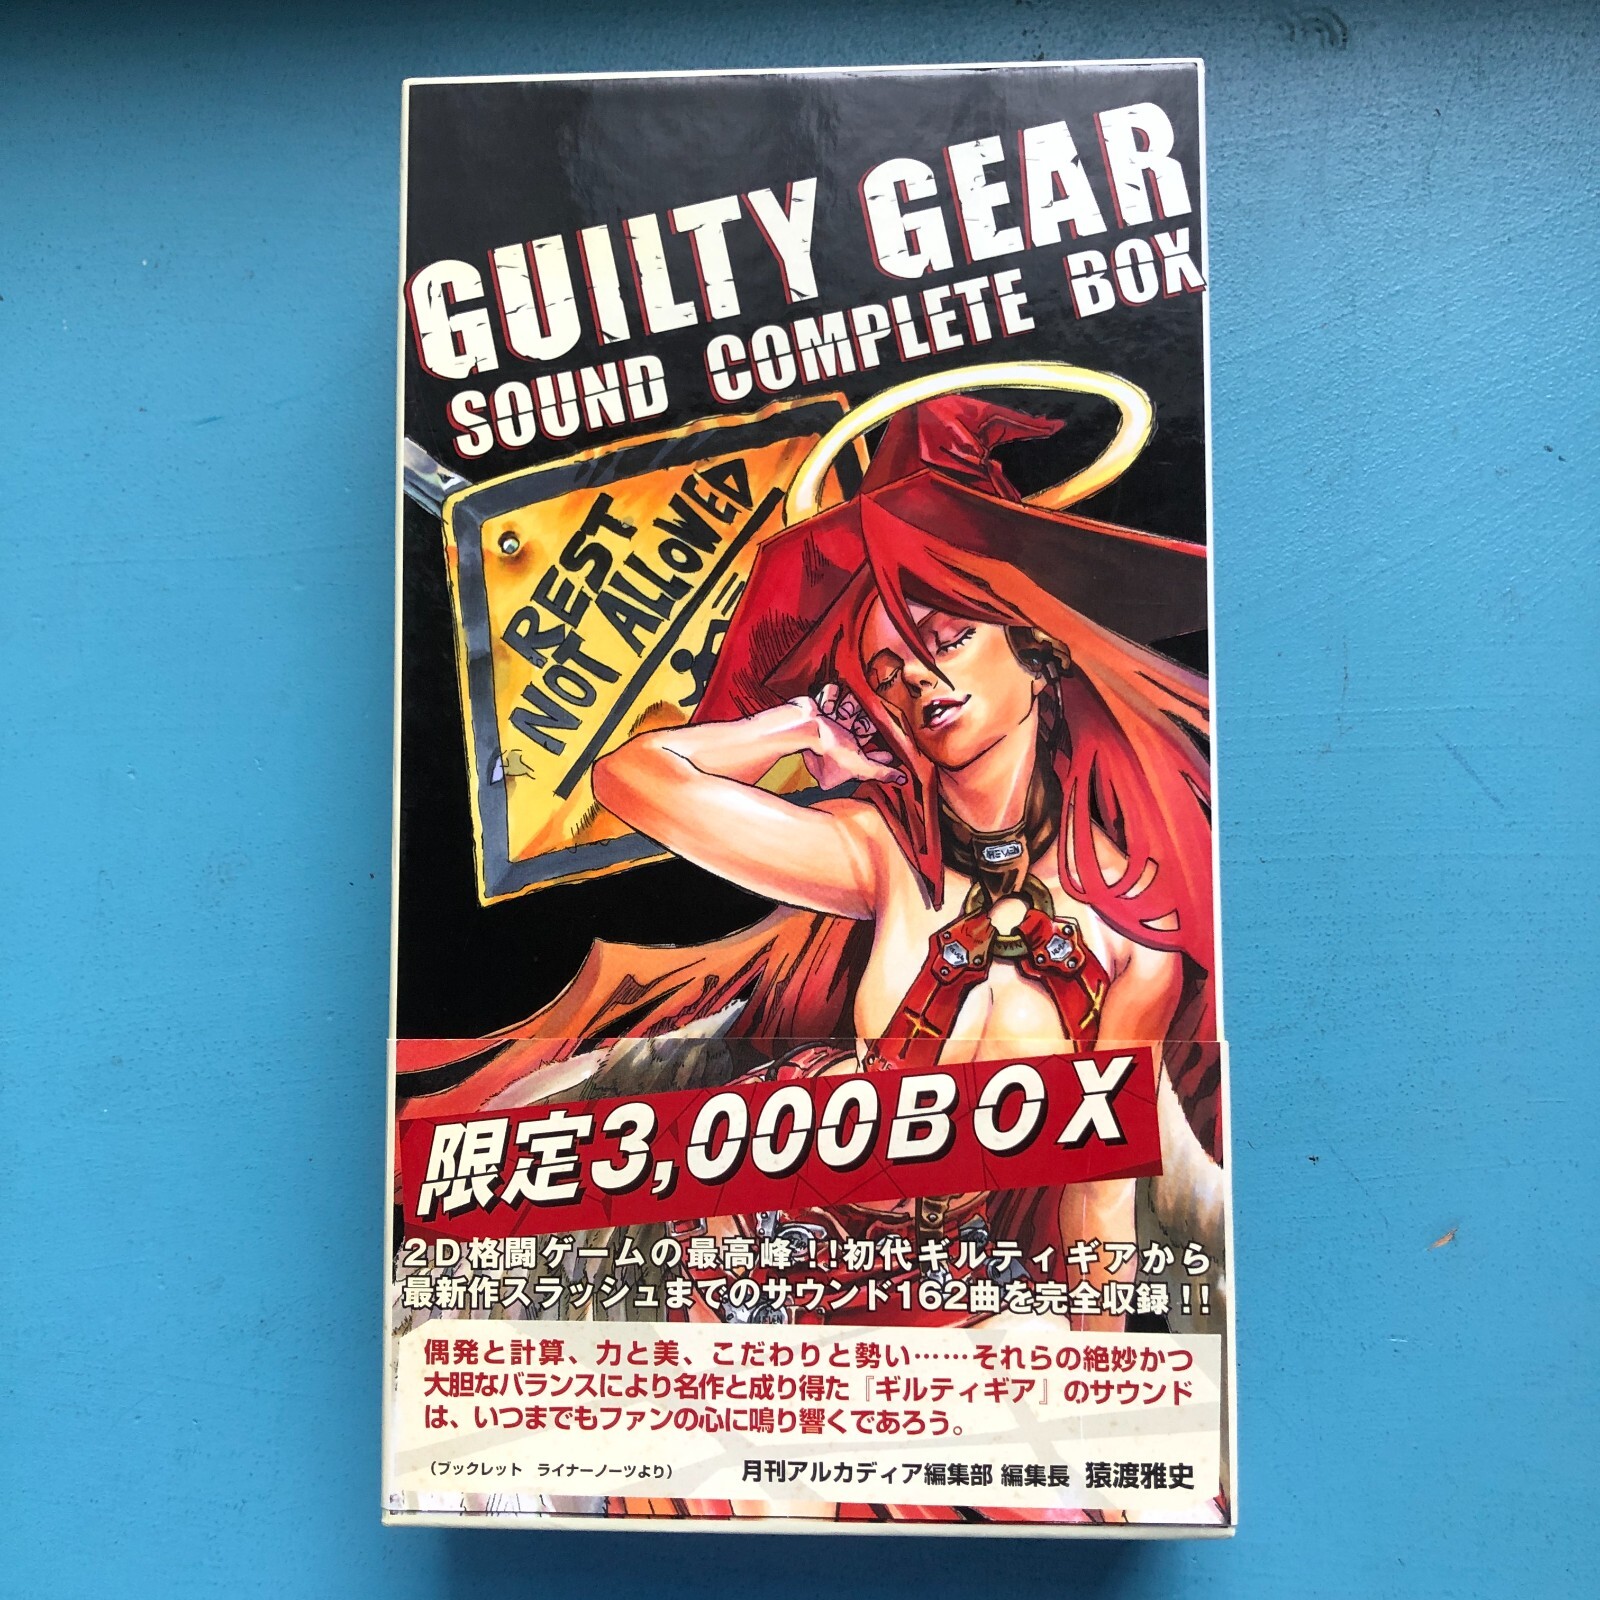 GUILTY GEAR
SOUND COMPLETE BOX
REST
NOT ALLOWED
限定3,000BOX
2D格闘ゲームの最高峰!!初代ギルティギアから
最新作スラッシュまでのサウンド162曲を完全収録!!
偶発と計算、力と美、こだわりと勢い……それらの絶妙かつ
大胆なバランスにより名作と成り得た『ギルティギア』のサウンド
は、いつまでもファンの心に鳴り響くであろう。
（ブックレット　ライナーノーツより）
月刊アルカディア編集部 編集長 猿渡雅史